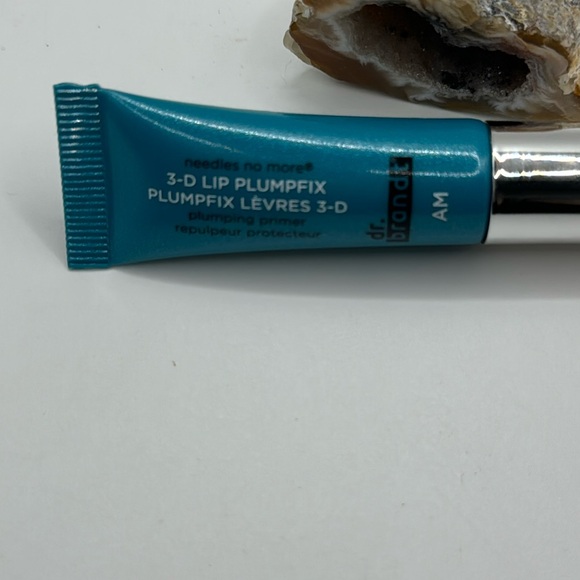 needles no more®
3-D LIP PLUMPFIX
PLUMPFIX LÈVRES 3-D
plumping primer
repulpeur protecteur
dr.
brandt
AM